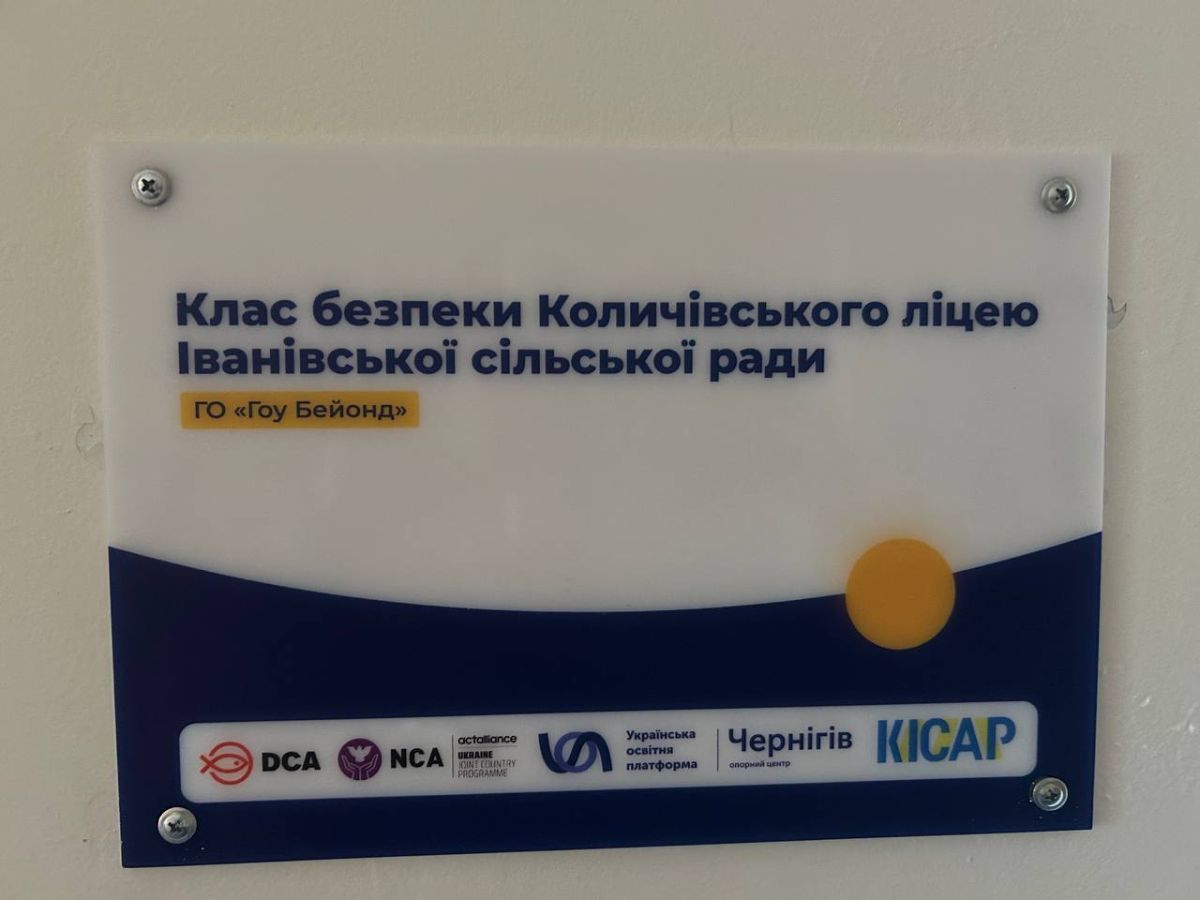 Клас безпеки Количівського ліцею
Іванівської сільської ради
ГО «Гоу Бейонд»
DCA
NCA
actalliance
UKRAINE
JOINT COUNTRY
PROGRAMME
Українська
освітня
платформа
Чернігів
опорний центр
КІСАР